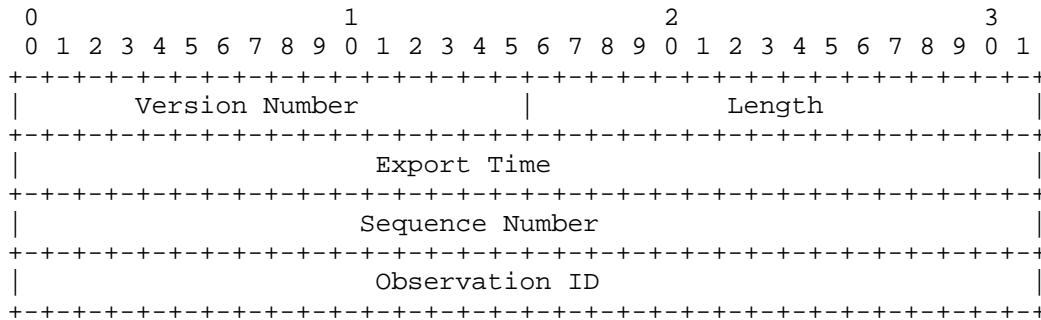 0                   1                   2                   3
 0 1 2 3 4 5 6 7 8 9 0 1 2 3 4 5 6 7 8 9 0 1 2 3 4 5 6 7 8 9 0 1
+-+-+-+-+-+-+-+-+-+-+-+-+-+-+-+-+-+-+-+-+-+-+-+-+-+-+-+-+-+-+-+-+
|       Version Number          |            Length             |
+-+-+-+-+-+-+-+-+-+-+-+-+-+-+-+-+-+-+-+-+-+-+-+-+-+-+-+-+-+-+-+-+
|                      Export Time                              |
+-+-+-+-+-+-+-+-+-+-+-+-+-+-+-+-+-+-+-+-+-+-+-+-+-+-+-+-+-+-+-+-+
|                     Sequence Number                           |
+-+-+-+-+-+-+-+-+-+-+-+-+-+-+-+-+-+-+-+-+-+-+-+-+-+-+-+-+-+-+-+-+
|                      Observation ID                           |
+-+-+-+-+-+-+-+-+-+-+-+-+-+-+-+-+-+-+-+-+-+-+-+-+-+-+-+-+-+-+-+-+